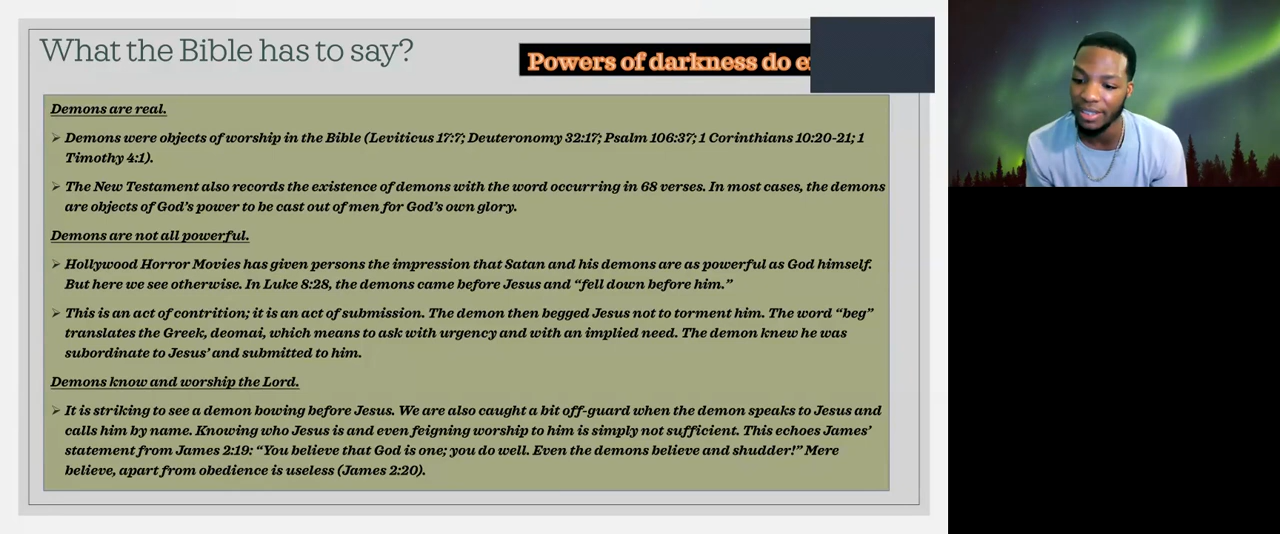 What the Bible has to say?
Powers of darkness do
Demons are real.
➢ Demons were objects of worship in the Bible (Leviticus 17:7; Deuteronomy 32:17; Psalm 106:37; 1 Corinthians 10:20-21; 1
Timothy 4:1).
➢ The New Testament also records the existence of demons with the word occurring in 68 verses. In most cases, the demons
are objects of God's power to be cast out of men for God's own glory.
Demons are not all powerful.
➢ Hollywood Horror Movies has given persons the impression that Satan and his demons are as powerful as God himself.
But here we see otherwise. In Luke 8:28, the demons came before Jesus and “fell down before him.”
➢ This is an act of contrition; it is an act of submission. The demon then begged Jesus not to torment him. The word “beg”
translates the Greek, deomai, which means to ask with urgency and with an implied need. The demon knew he was
subordinate to Jesus' and submitted to him.
Demons know and worship the Lord.
➢ It is striking to see a demon bowing before Jesus. We are also caught a bit off-guard when the demon speaks to Jesus and
calls him by name. Knowing who Jesus is and even feigning worship to him is simply not sufficient. This echoes James'
statement from James 2:19: “You believe that God is one; you do well. Even the demons believe and shudder!” Mere
believe, apart from obedience is useless (James 2:20).